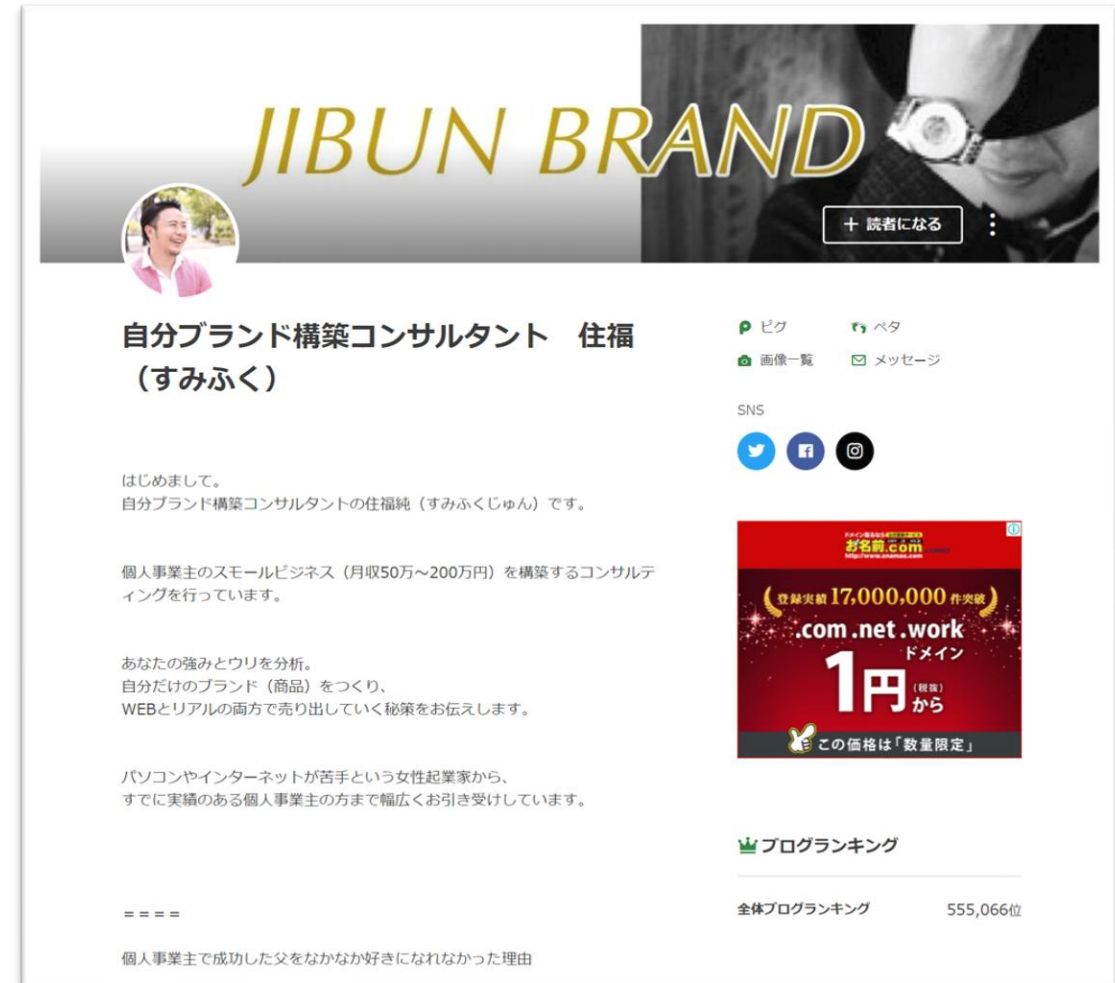 JIBUN BRAND
+ 読者になる
自分ブランド構築コンサルタント 住福
(すみふく)
ピグ
ペタ
画像一覧
メッセージ
SNS
はじめまして。
自分ブランド構築コンサルタントの住福純(すみふくじゅん)です。
個人事業主のスモールビジネス(月収50万～200万円)を構築するコンサルテ
ィングを行っています。
あなたの強みとウリを分析。
自分だけのブランド(商品)をつくり、
WEBとリアルの両方で売り出していく秘策をお伝えします。
パソコンやインターネットが苦手という女性起業家から、
すでに実績のある個人事業主の方まで幅広くお引き受けしています。
====
個人事業主で成功した父をなかなか好きになれなかった理由
お名前.com
http://www.onamae.com
登録実績 17,000,000 件突破
.com .net .work
ドメイン
1円(税抜)から
この価格は「数量限定」
ブログランキング
全体ブログランキング 555,066位